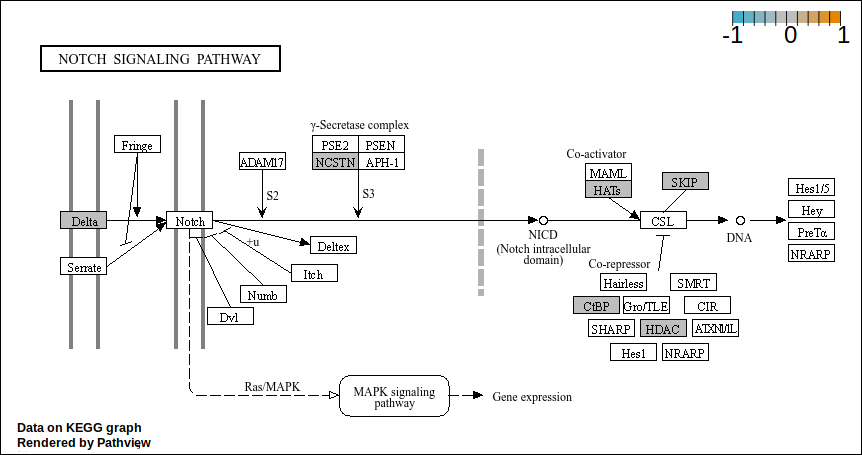 -1 0 1
NOTCH SIGNALING PATHWAY
γ-Secretase complex
Fringe
PSE2 PSEN
ADAM17
NCSTN APH-1
Co-activator
MAML
HATs
SKIP
S2
S3
Hes1/5
Delta
Notch
CSL
Hey
NICD
(Notch intracellular
domain)
DNA
PreTα
+u
Deltex
NRARP
Serrate
Itch
Co-repressor
Numb
Hairless
SMRT
Dvl
CtBP
Gro/TLE
CIR
SHARP
HDAC
ATXN1/1L
Hes1
NRARP
Ras/MAPK
MAPK signaling
pathway
Gene expression
Data on KEGG graph
Rendered by Pathview